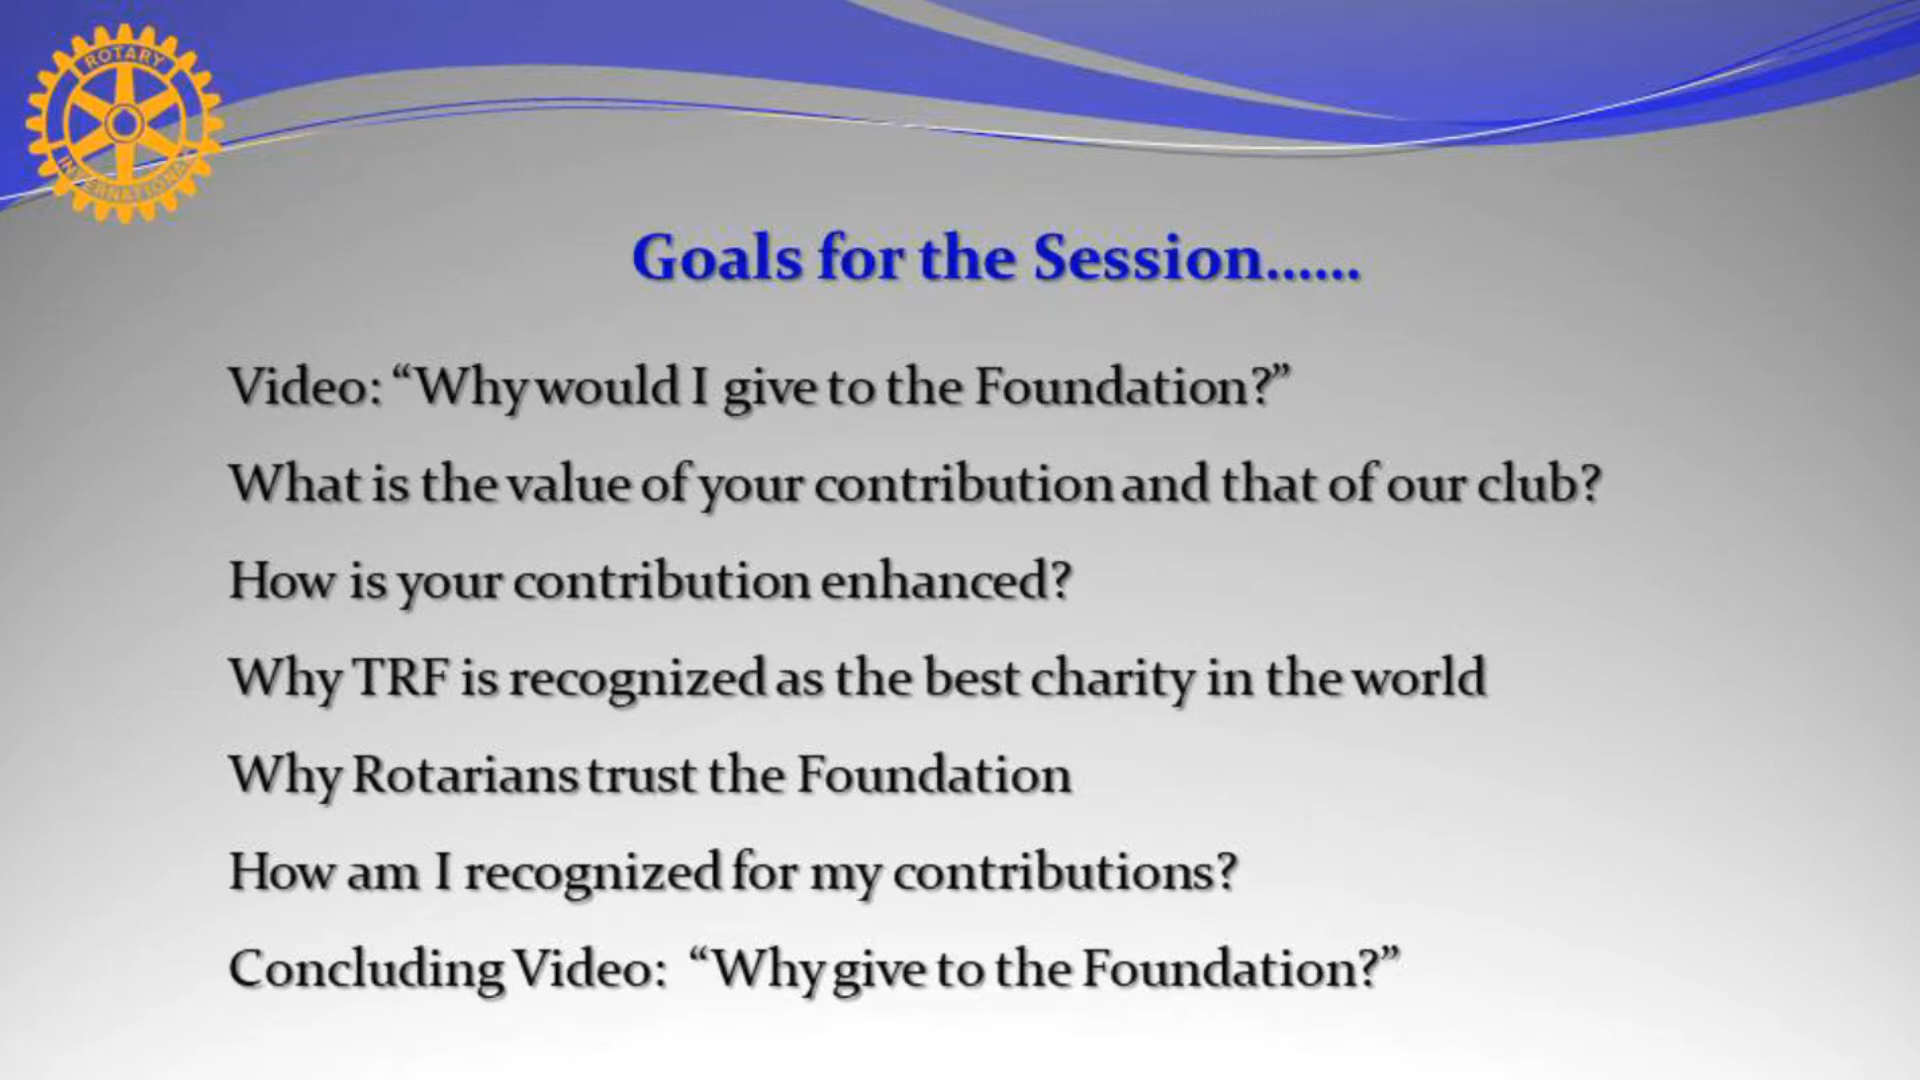 ROTARY
INTERNATIONAL
Goals for the Session......
Video: “Why would I give to the Foundation?”
What is the value of your contribution and that of our club?
How is your contribution enhanced?
Why TRF is recognized as the best charity in the world
Why Rotarians trust the Foundation
How am I recognized for my contributions?
Concluding Video: “Why give to the Foundation?”